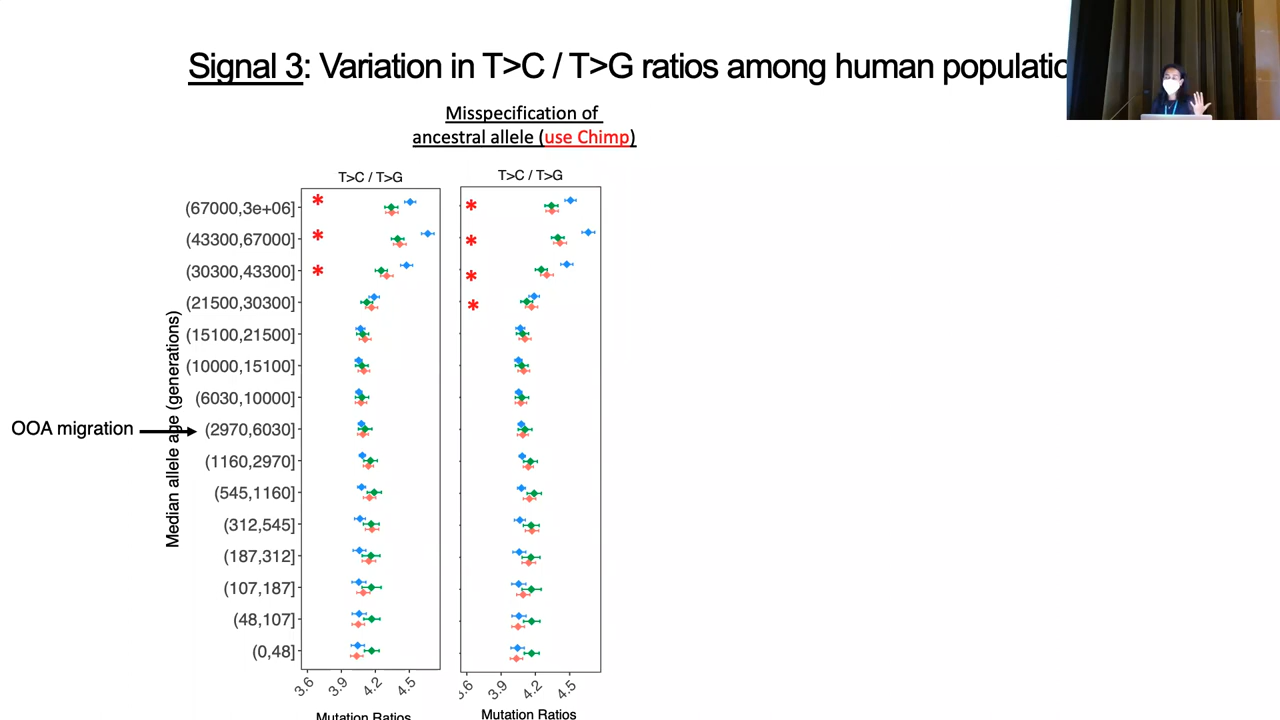 Signal 3: Variation in T>C / T>G ratios among human populatio
Misspecification of
ancestral allele (use Chimp)
T>C / T>G
T>C / T>G
(67000,3e+06]
*
*
(43300,67000]
*
*
(30300,43300]
*
*
(21500,30300]
*
(15100,21500]
(10000,15100]
(6030,10000]
OOA migration
(2970,6030]
(1160,2970]
(545,1160]
(312,545]
(187,312]
(107,187]
(48,107]
(0,48]
Median allele age (generations)
3.6 3.9 4.2 4.5
3.6 3.9 4.2 4.5
Mutation Ratios
Mutation Ratios